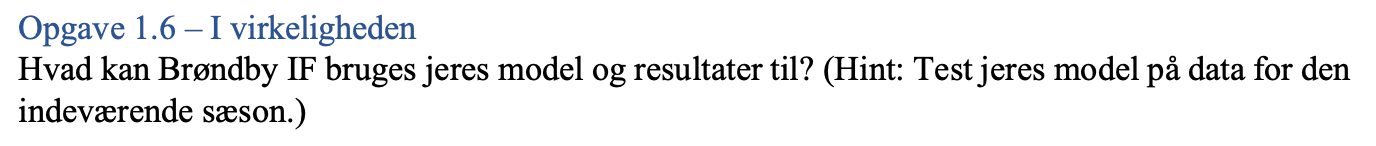 Opgave 1.6 – I virkeligheden
Hvad kan Brøndby IF bruges jeres model og resultater til? (Hint: Test jeres model på data for den
indeværende sæson.)